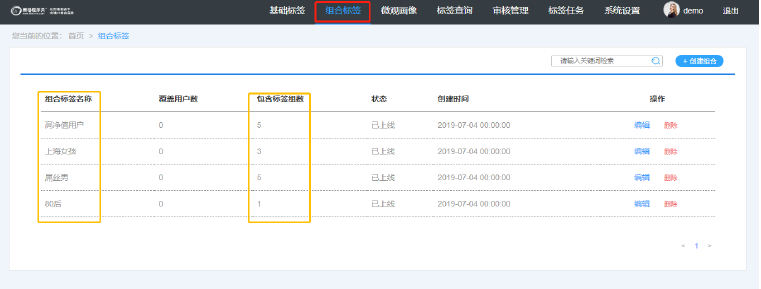 基础标签 组合标签 微观画像 标签查询 审核管理 标签任务 系统设置 demo 退出
您当前的位置： 首页 > 组合标签
请输入关键词检索 + 创建组合
组合标签名称 覆盖用户数 包含标签组数 状态 创建时间 操作
高净值用户 0 5 已上线 2019-07-04 00:00:00 编辑 删除
上海女孩 0 3 已上线 2019-07-04 00:00:00 编辑 删除
屌丝男 0 5 已上线 2019-07-04 00:00:00 编辑 删除
80后 0 1 已上线 2019-07-04 00:00:00 编辑 删除
< 1 >